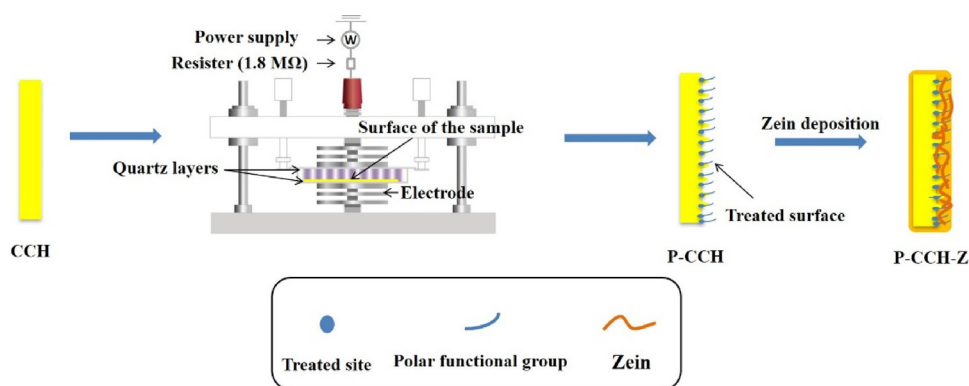 Power supply
W
Resister (1.8 MΩ)
Surface of the sample
Quartz layers
Electrode
CCH
Zein deposition
Treated surface
P-CCH
P-CCH-Z
Treated site
Polar functional group
Zein